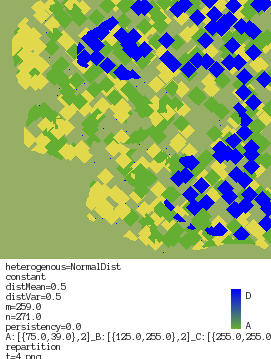 heterogenous=NormalDist
constant
distMean=0.5
distVar=0.5
m=259.0
n=271.0
persistency=0.0
A:[{75.0,39.0},2]_B:[{125.0,255.0},2]_C:[{255.0,255.0
repartition
t=4.png
D
A